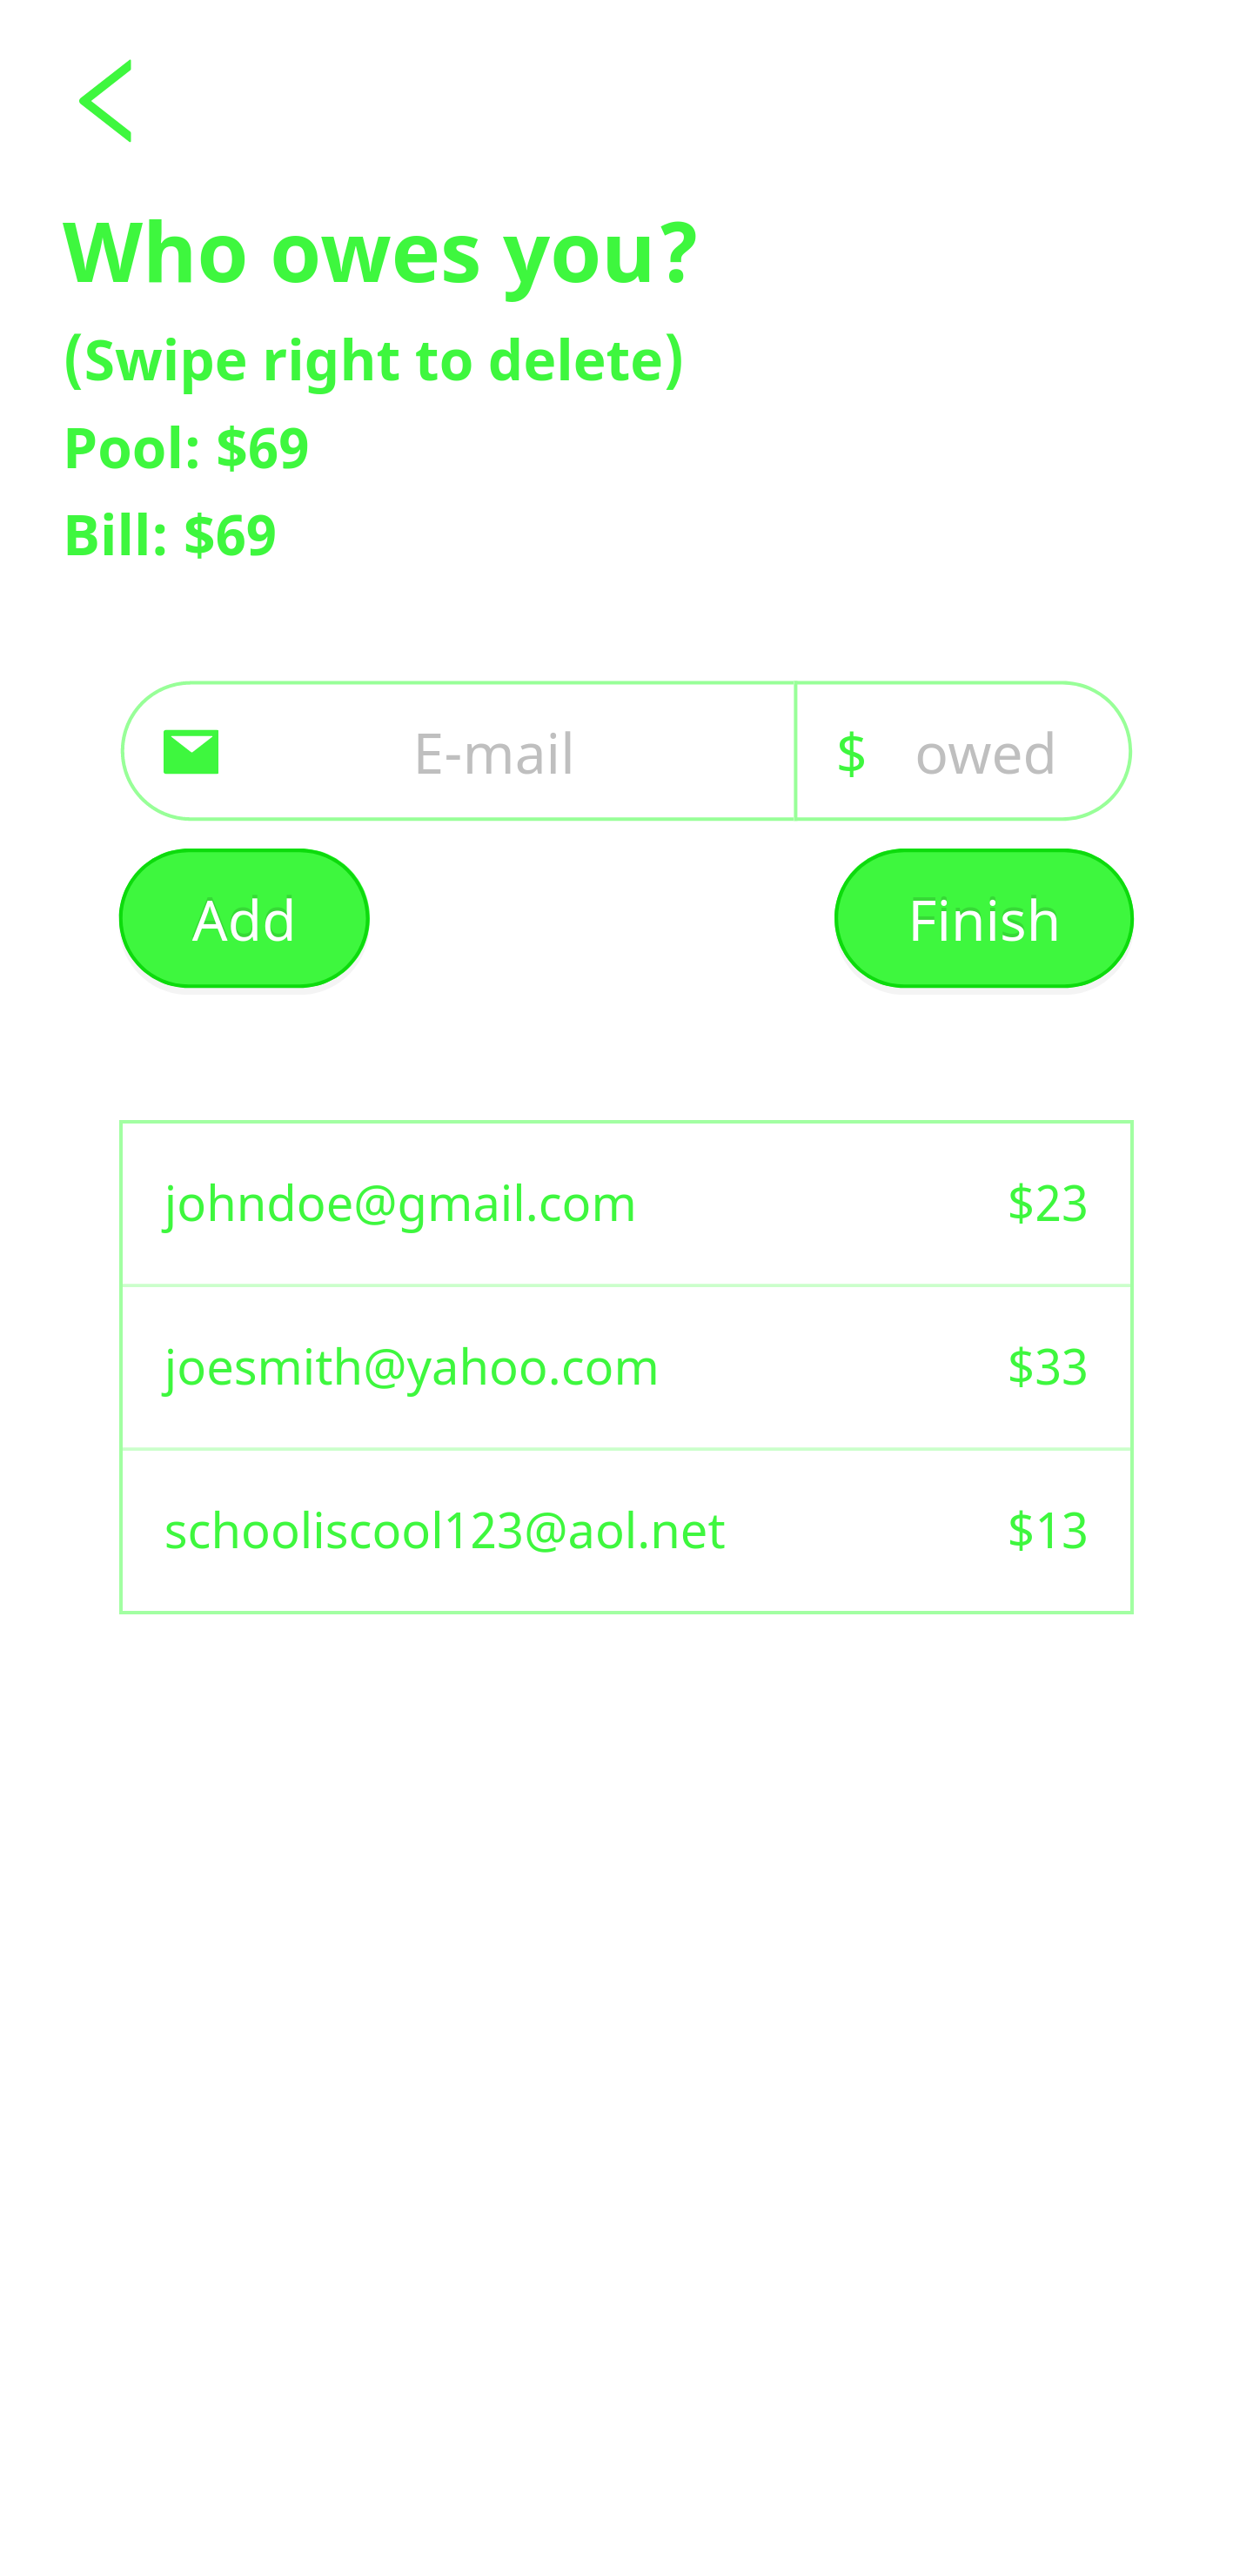 Who owes you?
(Swipe right to delete)
Pool: $69
Bill: $69
E-mail $ owed
Add Finish
johndoe@gmail.com $23
joesmith@yahoo.com $33
schooliscool123@aol.net $13